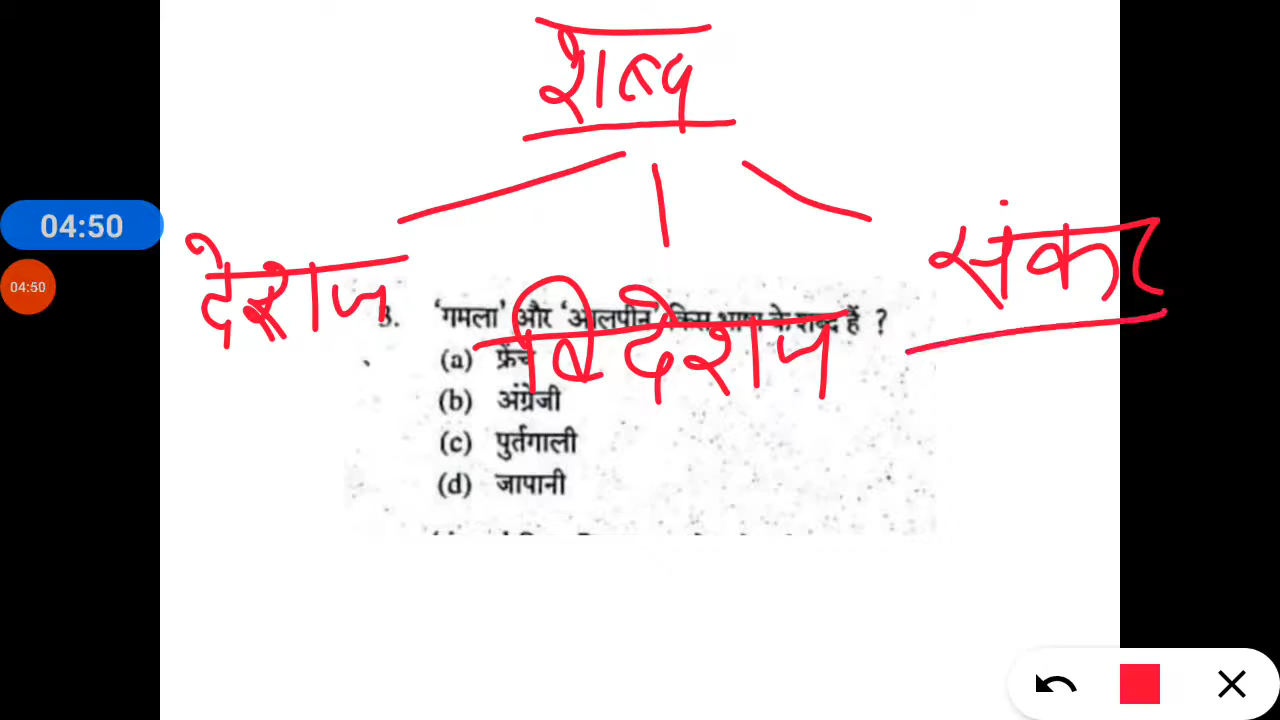 शब्द
04:50
देशज
विदेशज
संकर
04:50
3. 'गमला' और 'आलपीन' किस भाषा के शब्द हैं ?
(a) फ्रेंच
(b) अंग्रेजी
(c) पुर्तगाली
(d) जापानी